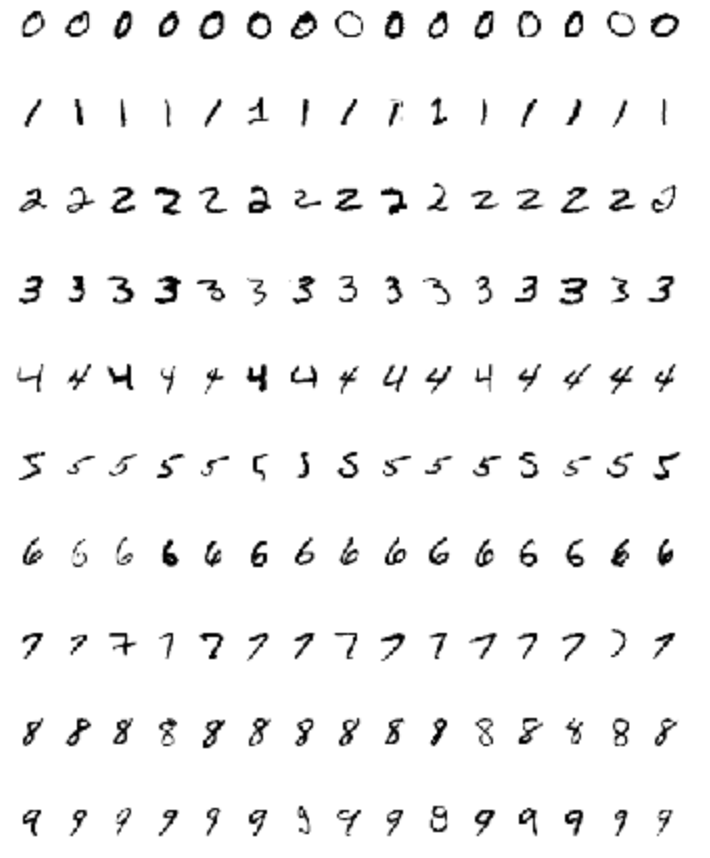 0 0 0 0 0 0 0 0 0 0 0 0 0 0 0
1 1 1 1 1 1 1 1 1 1 1 1 1 1 1
2 2 2 2 2 2 2 2 2 2 2 2 2 2 2
3 3 3 3 3 3 3 3 3 3 3 3 3 3 3
4 4 4 4 4 4 4 4 4 4 4 4 4 4 4
5 5 5 5 5 5 5 5 5 5 5 5 5 5 5
6 6 6 6 6 6 6 6 6 6 6 6 6 6 6
7 7 7 7 7 7 7 7 7 7 7 7 7 7 7
8 8 8 8 8 8 8 8 8 8 8 8 8 8 8
9 9 9 9 9 9 9 9 9 9 9 9 9 9 9